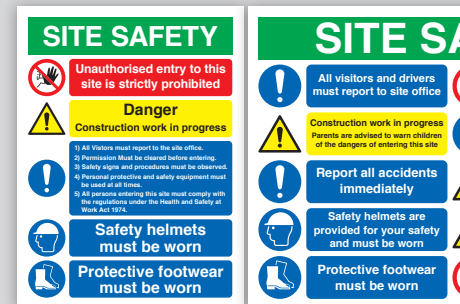 SITE SAFETY
Unauthorised entry to this
site is strictly prohibited
Danger
Construction work in progress
1) All Vistors must report to the site office.
2) Permission Must be cleared before entering.
3) Safety signs and procedures must be observed.
4) Personal protective and safety equipment must
be used at all times.
5) All persons entering this site must comply with
the regulations under the Health and Safety at
Work Act 1974.
Safety helmets
must be worn
Protective footwear
must be worn
SITE SA
All visitors and drivers
must report to site office
Construction work in progress
Parents are advised to warn children
of the dangers of entering this site
Report all accidents
immediately
Safety helmets are
provided for your safety
and must be worn
Protective footwear
must be worn